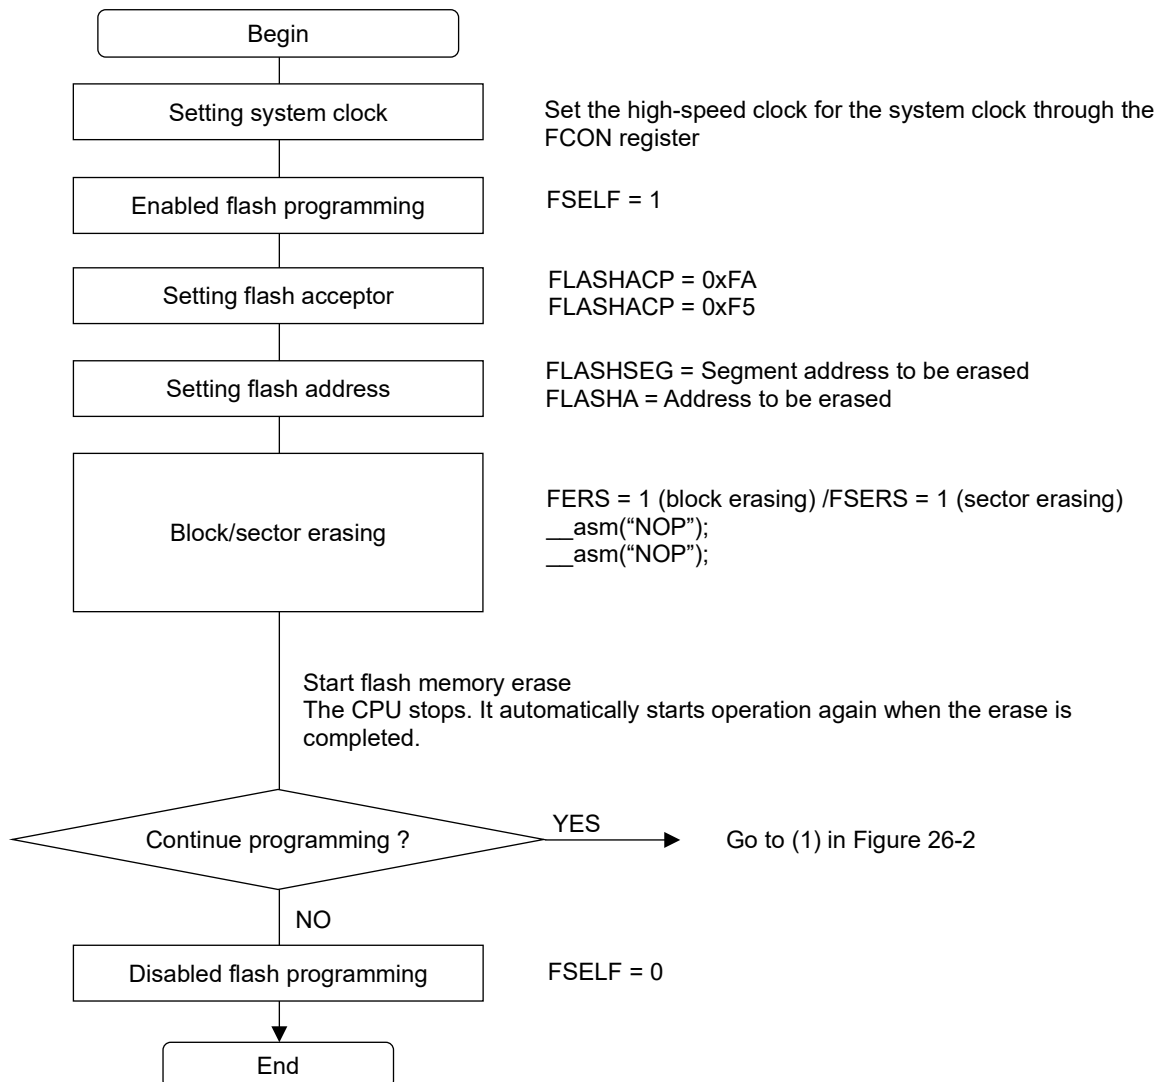 Begin
Setting system clock
Set the high-speed clock for the system clock through the
FCON register
Enabled flash programming
FSELF = 1
Setting flash acceptor
FLASHACP = 0xFA
FLASHACP = 0xF5
Setting flash address
FLASHSEG = Segment address to be erased
FLASHA = Address to be erased
Block/sector erasing
FERS = 1 (block erasing) /FSERS = 1 (sector erasing)
__asm(“NOP”);
__asm(“NOP”);
Start flash memory erase
The CPU stops. It automatically starts operation again when the erase is
completed.
Continue programming ?
YES
Go to (1) in Figure 26-2
NO
Disabled flash programming
FSELF = 0
End